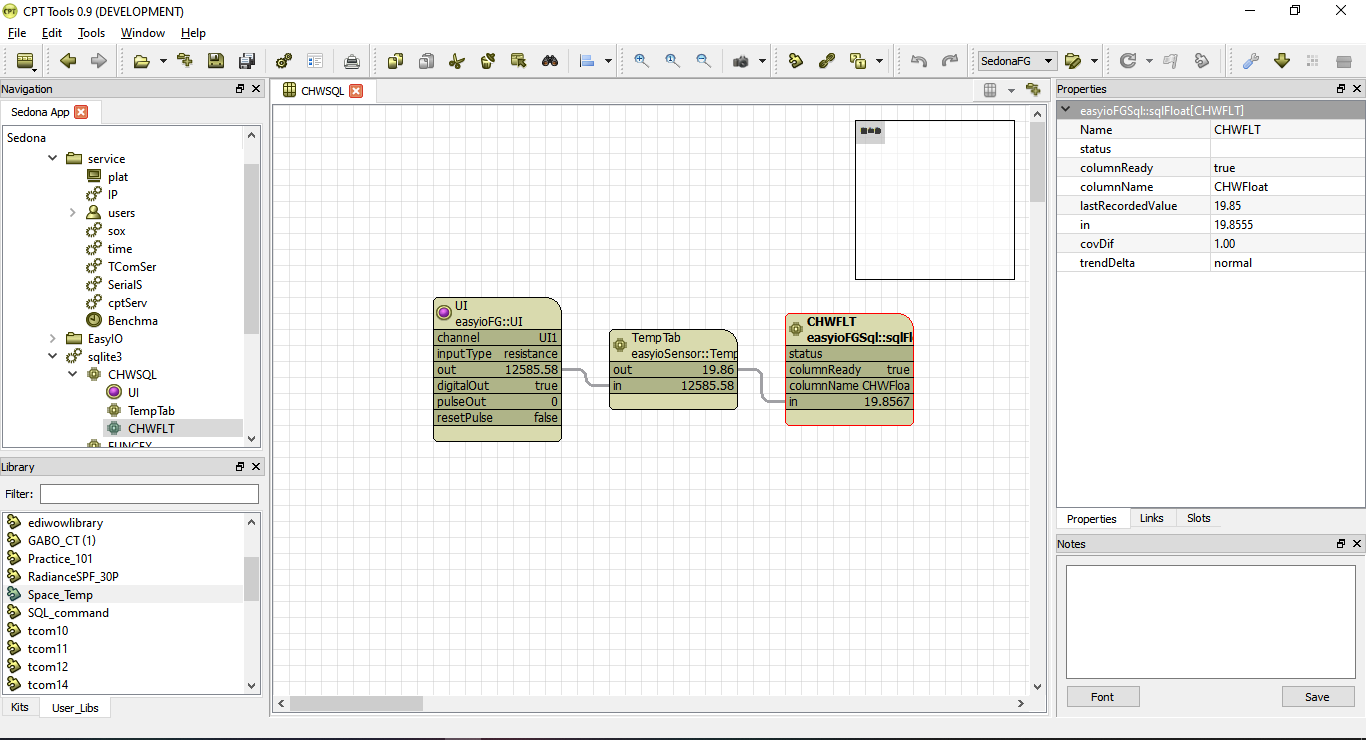 CPT Tools 0.9 (DEVELOPMENT)
File Edit Tools Window Help
SedonaFG
Navigation
Sedona App
Sedona
service
plat
IP
users
sox
time
TComSer
SerialS
cptServ
Benchma
EasyIO
sqlite3
CHWSQL
UI
TempTab
CHWFLT
Library
Filter:
ediwowlibrary
GABO_CT (1)
Practice_101
RadianceSPF_30P
Space_Temp
SQL_command
tcom10
tcom11
tcom12
tcom14
Kits User_Libs
CHWSQL
UI
easyioFG::UI
channel UI1
inputType resistance
out 12585.58
digitalOut true
pulseOut 0
resetPulse false
TempTab
easyioSensor::Temp
out 19.86
in 12585.58
CHWFLT
easyioFGSql::sqlFl
status
columnReady true
columnName CHWFloa
in 19.8567
Properties
easyioFGSql::sqlFloat[CHWFLT]
Name CHWFLT
status
columnReady true
columnName CHWFloat
lastRecordedValue 19.85
in 19.8555
covDif 1.00
trendDelta normal
Properties Links Slots
Notes
Font Save